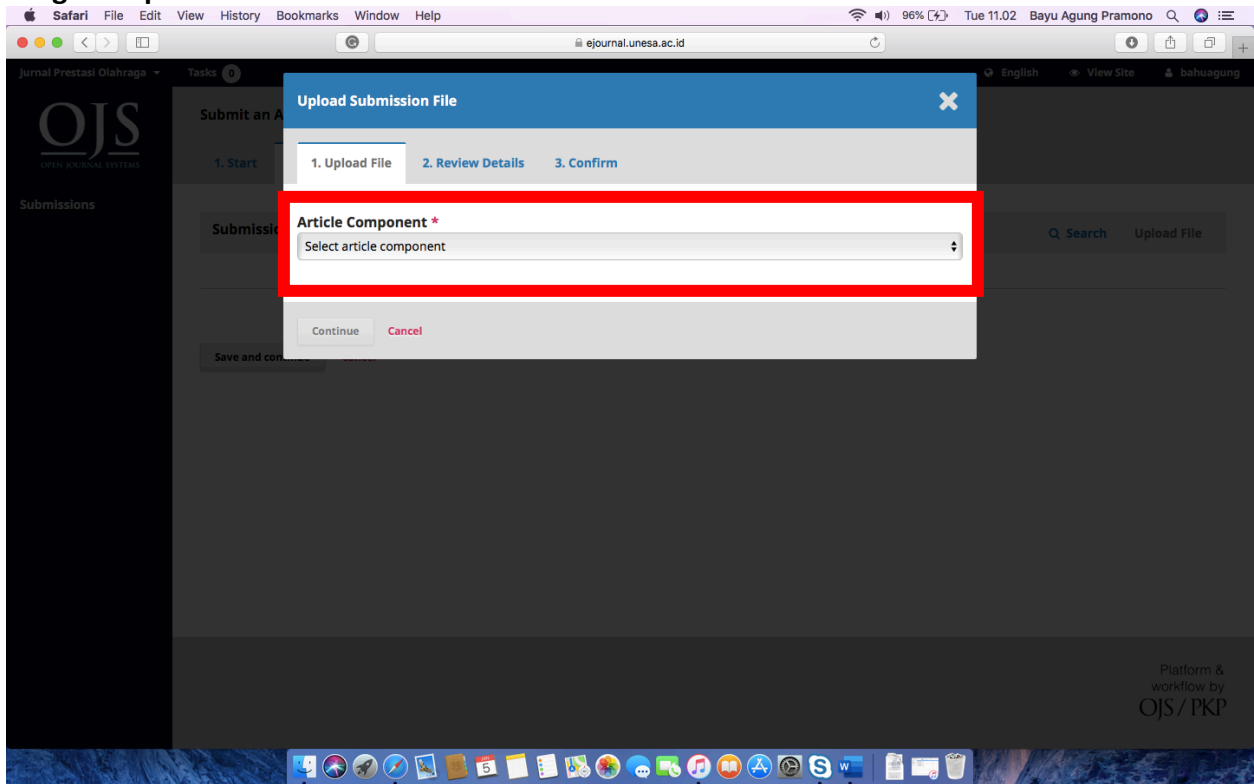 Safari File Edit View History Bookmarks Window Help 96% Tue 11.02 Bayu Agung Pramono
ejournal.unesa.ac.id
Jurnal Prestasi Olahraga Tasks 0 English View Site bahuagung
OJS
OPEN JOURNAL SYSTEMS
Submissions
Submit an A
1. Start
Upload Submission File
1. Upload File 2. Review Details 3. Confirm
Submissio
Search Upload File
Article Component *
Select article component
Continue Cancel
Save and con
Platform &
workflow by
OJS / PKP
5